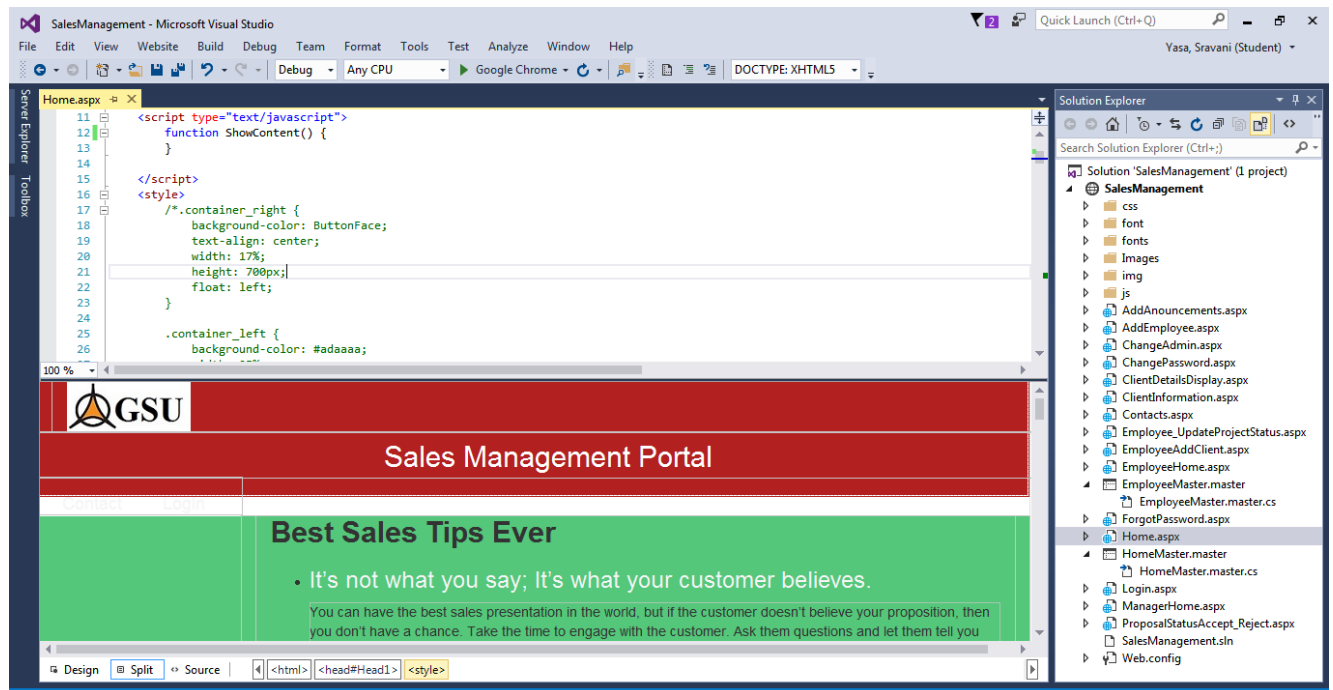 SalesManagement - Microsoft Visual Studio
2
Quick Launch (Ctrl+Q)
File Edit View Website Build Debug Team Format Tools Test Analyze Window Help
Yasa, Sravani (Student)
Debug Any CPU Google Chrome DOCTYPE: XHTML5
Server Explorer
Toolbox
Home.aspx
11 <script type="text/javascript">
12 function ShowContent() {
13 }
14
15 </script>
16 <style>
17 /*.container_right {
18 background-color: ButtonFace;
19 text-align: center;
20 width: 17%;
21 height: 700px;
22 float: left;
23 }
24
25 .container_left {
26 background-color: #adaaaa;
100 %
GSU
Sales Management Portal
Contact Login
Best Sales Tips Ever
• It's not what you say; It's what your customer believes.
You can have the best sales presentation in the world, but if the customer doesn't believe your proposition, then
you don't have a chance. Take the time to engage with the customer. Ask them questions and let them tell you
Design Split Source <html> <head#Head1> <style>
Solution Explorer
Search Solution Explorer (Ctrl+;)
Solution 'SalesManagement' (1 project)
SalesManagement
css
font
fonts
Images
img
js
AddAnouncements.aspx
AddEmployee.aspx
ChangeAdmin.aspx
ChangePassword.aspx
ClientDetailsDisplay.aspx
ClientInformation.aspx
Contacts.aspx
Employee_UpdateProjectStatus.aspx
EmployeeAddClient.aspx
EmployeeHome.aspx
EmployeeMaster.master
EmployeeMaster.master.cs
ForgotPassword.aspx
Home.aspx
HomeMaster.master
HomeMaster.master.cs
Login.aspx
ManagerHome.aspx
ProposalStatusAccept_Reject.aspx
SalesManagement.sln
Web.config